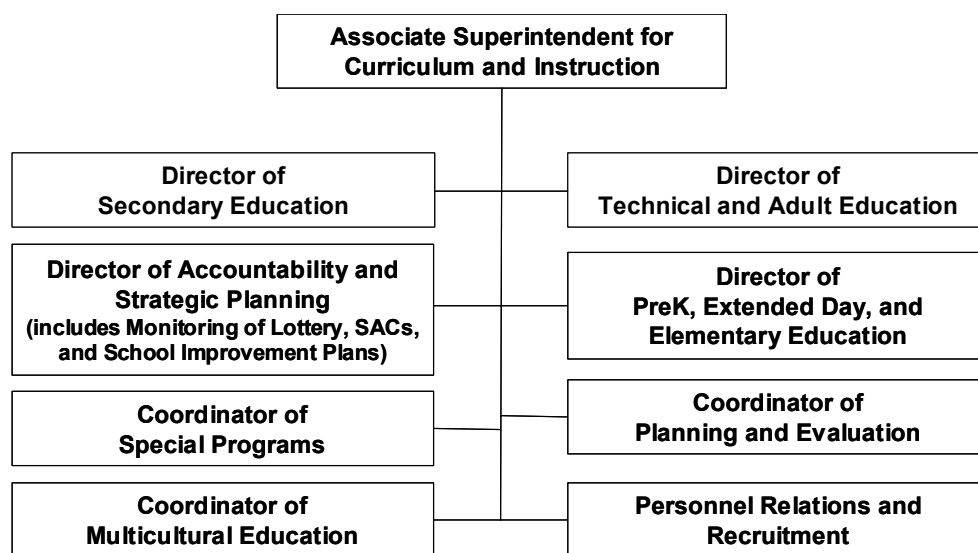 Associate Superintendent for
Curriculum and Instruction
Director of
Secondary Education
Director of
Technical and Adult Education
Director of Accountability and
Strategic Planning
(includes Monitoring of Lottery, SACs,
and School Improvement Plans)
Director of
PreK, Extended Day, and
Elementary Education
Coordinator of
Special Programs
Coordinator of
Planning and Evaluation
Coordinator of
Multicultural Education
Personnel Relations and
Recruitment